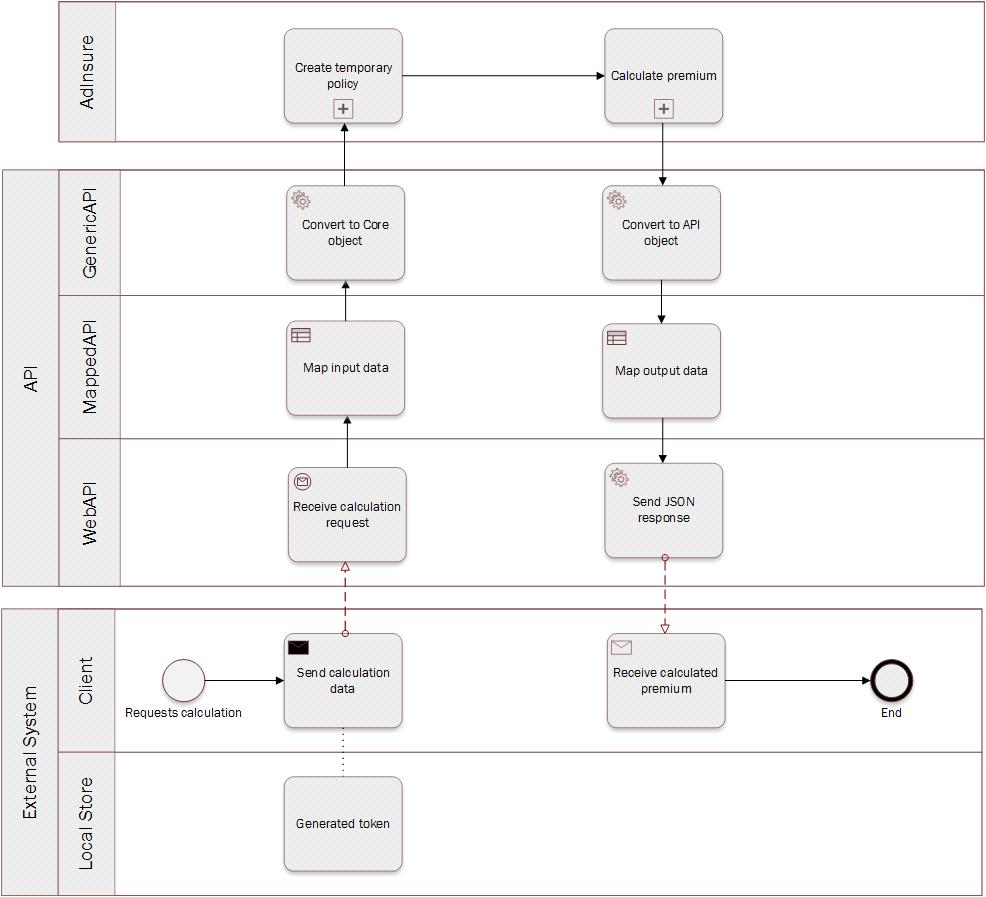 AdInsure
Create temporary
policy
Calculate premium
API
GenericAPI
Convert to Core
object
Convert to API
object
MappedAPI
Map input data
Map output data
WebAPI
Receive calculation
request
Send JSON
response
External System
Client
Requests calculation
Send calculation
data
Receive calculated
premium
End
Local Store
Generated token